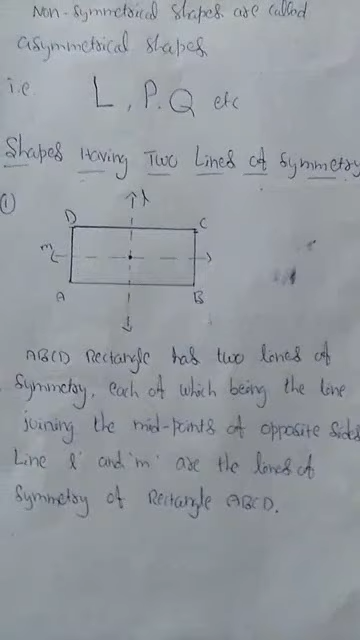 Non-symmetrical shapes are called
asymmetrical shapes
i.e. L, P, Q etc
Shapes Having Two Lines of Symmetry
①
l
D C
m
A B
ABCD Rectangle has two lines of
Symmetry, each of which being the line
joining the mid-points of opposite sides
Line 'l' and 'm' are the lines of
Symmetry of Rectangle ABCD.